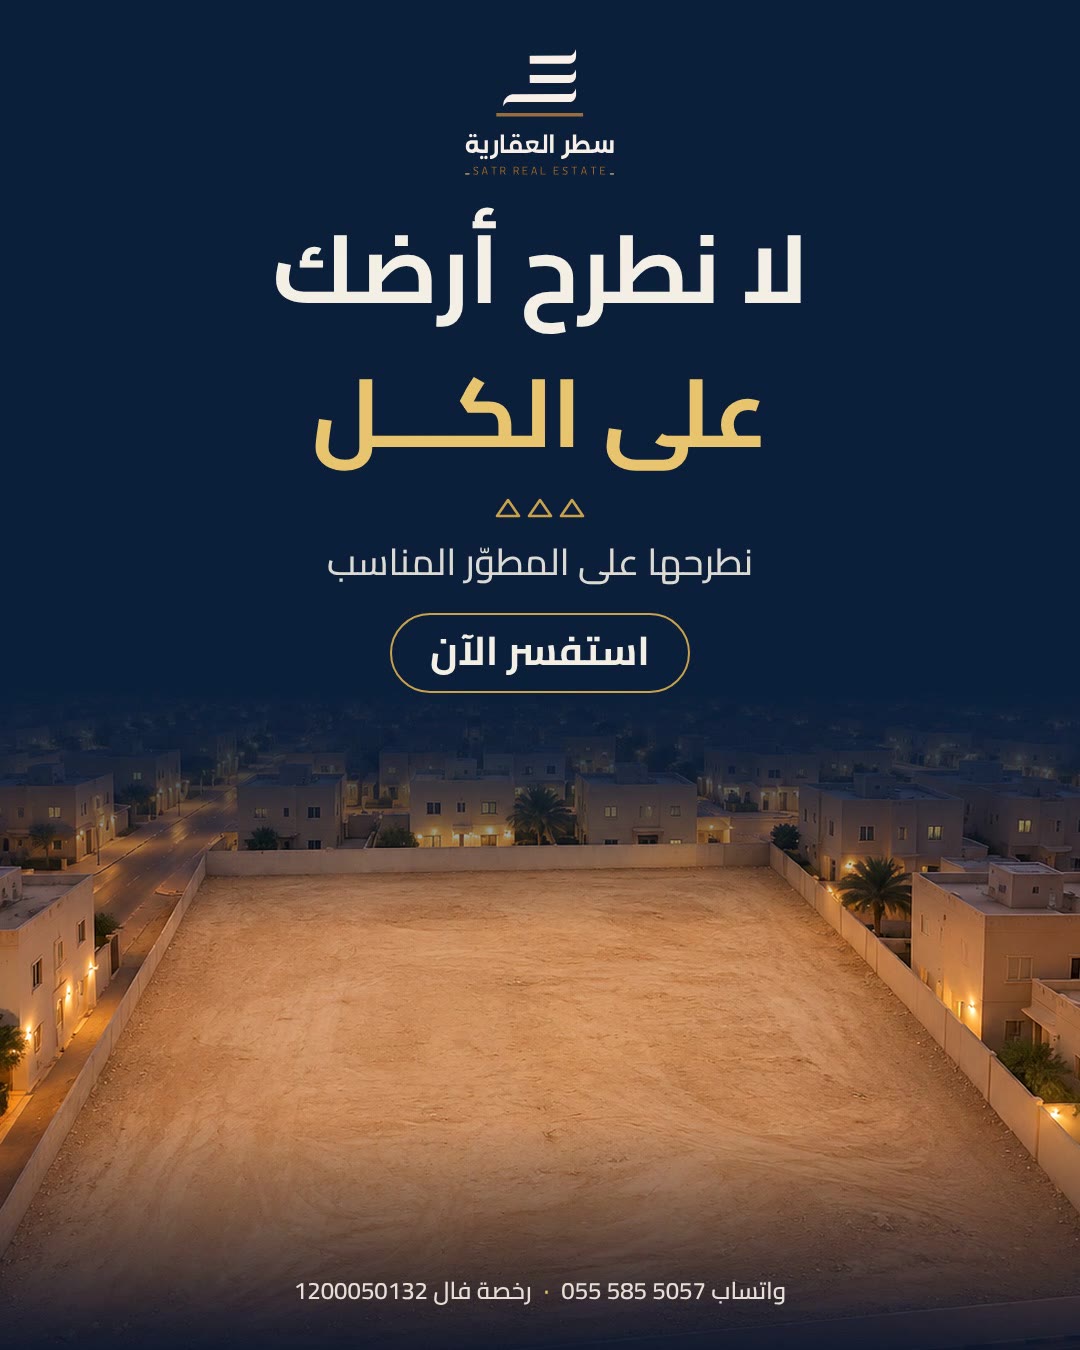 سطر العقارية
SATR REAL ESTATE
لا نطرح أرضك
على الكل
نطرحها على المطوّر المناسب
استفسر الآن
واتساب 5057 585 055 · رخصة فال 1200050132